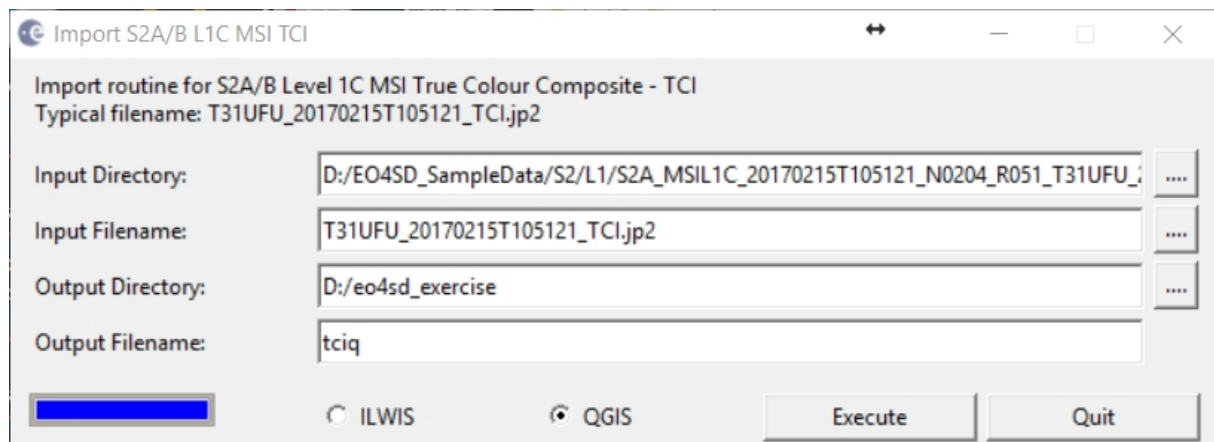 Import S2A/B L1C MSI TCI
Import routine for S2A/B Level 1C MSI True Colour Composite - TCI
Typical filename: T31UFU_20170215T105121_TCI.jp2
Input Directory: D:/EO4SD_SampleData/S2/L1/S2A_MSIL1C_20170215T105121_N0204_R051_T31UFU_ ....
Input Filename: T31UFU_20170215T105121_TCI.jp2 ....
Output Directory: D:/eo4sd_exercise ....
Output Filename: tciq
ILWIS QGIS Execute Quit